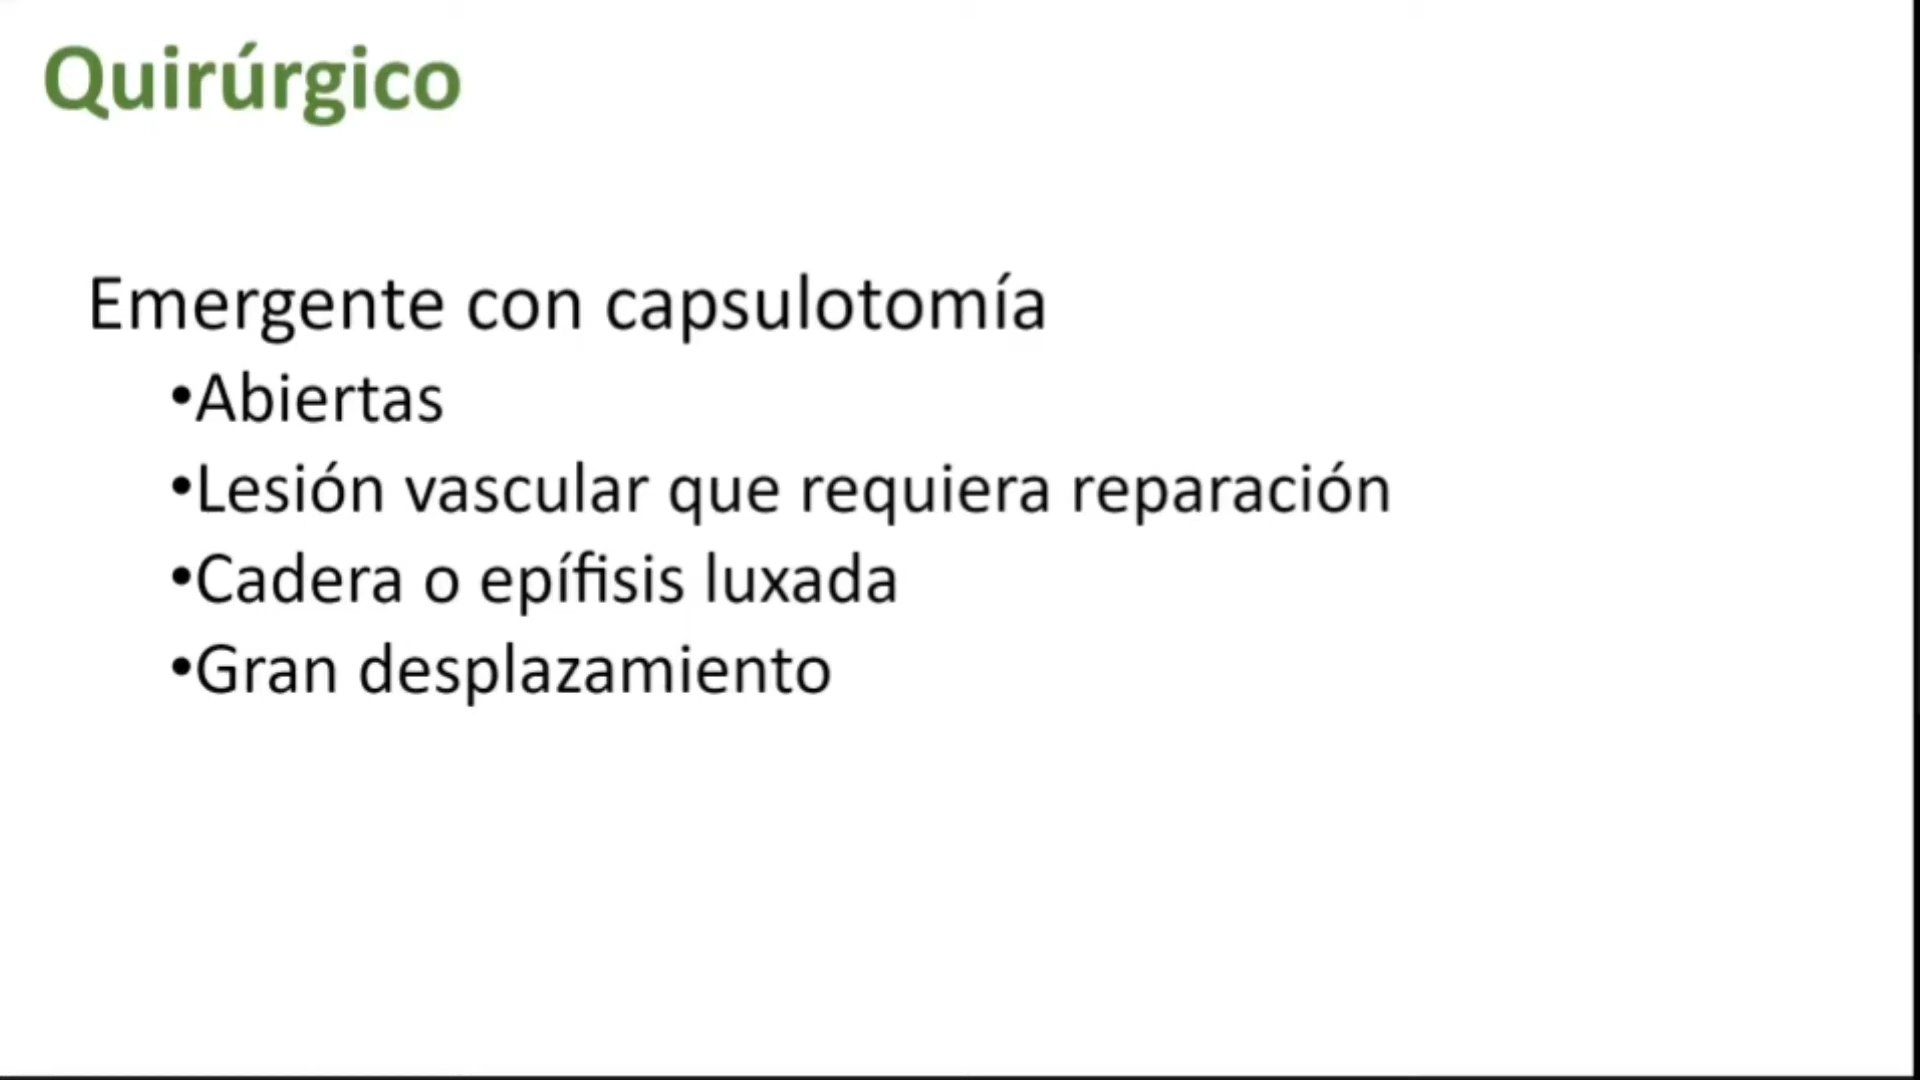 Quirúrgico
Emergente con capsulotomía
•Abiertas
•Lesión vascular que requiera reparación
•Cadera o epífisis luxada
•Gran desplazamiento